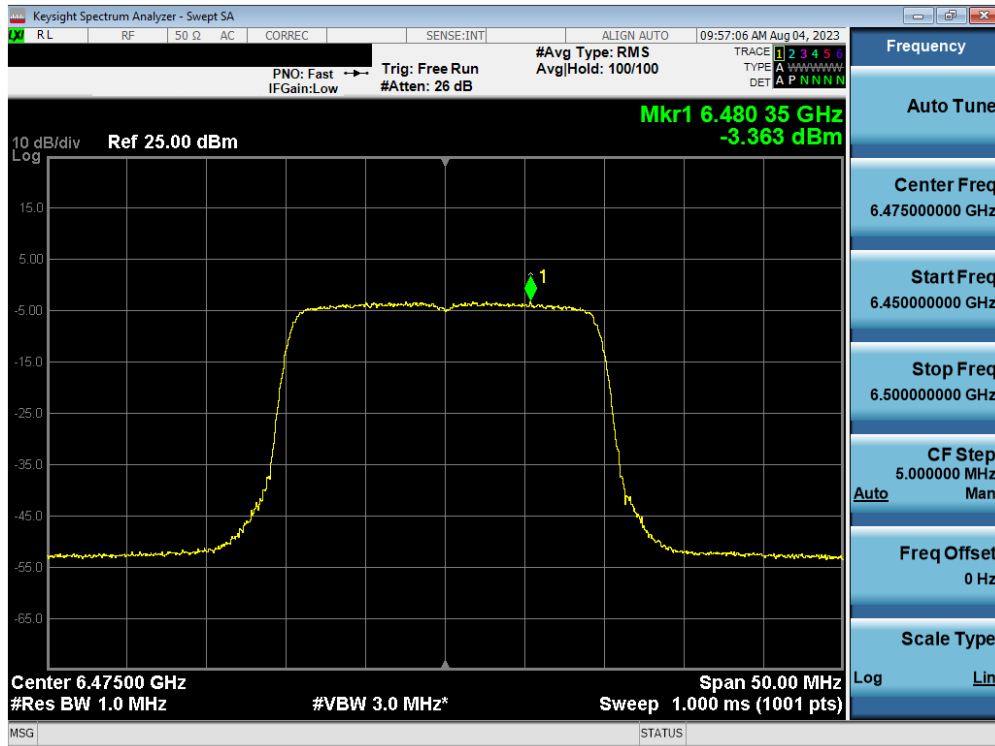 Keysight Spectrum Analyzer - Swept SA
LXI RL RF 50 Ω AC CORREC SENSE:INT ALIGN AUTO 09:57:06 AM Aug 04, 2023
PNO: Fast Trig: Free Run #Avg Type: RMS TRACE 1 2 3 4 5 6
IFGain:Low #Atten: 26 dB Avg|Hold: 100/100 TYPE A WWWWW
DET A P N N N N
Mkr1 6.480 35 GHz
-3.363 dBm
10 dB/div Ref 25.00 dBm
Log
15.0
5.00
-5.00
-15.0
-25.0
-35.0
-45.0
-55.0
-65.0
1
Center 6.47500 GHz Span 50.00 MHz
#Res BW 1.0 MHz #VBW 3.0 MHz* Sweep 1.000 ms (1001 pts)
MSG STATUS
Frequency
Auto Tune
Center Freq
6.475000000 GHz
Start Freq
6.450000000 GHz
Stop Freq
6.500000000 GHz
CF Step
5.000000 MHz
Auto Man
Freq Offset
0 Hz
Scale Type
Log Lin